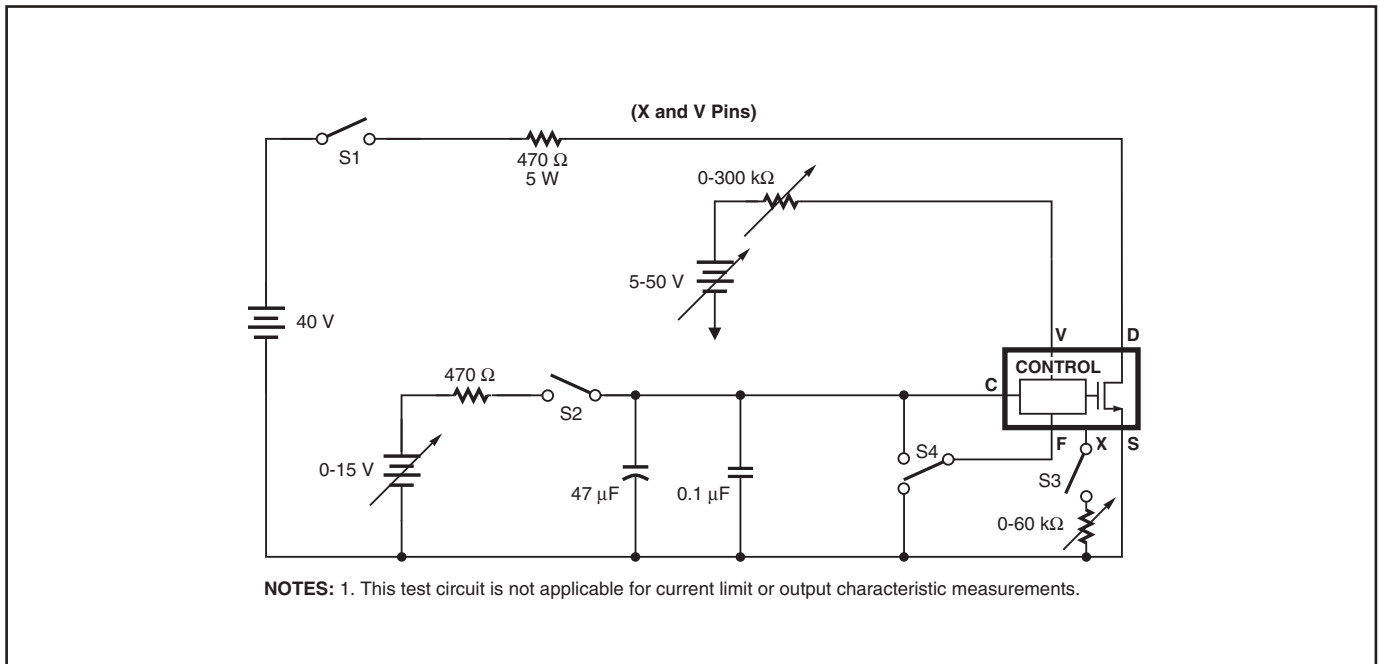 (X and V Pins)
S1
470 Ω
5 W
0-300 kΩ
5-50 V
40 V
V
D
CONTROL
C
470 Ω
S2
F
X
S
S4
0-15 V
S3
47 μF
0.1 μF
0-60 kΩ
NOTES: 1. This test circuit is not applicable for current limit or output characteristic measurements.